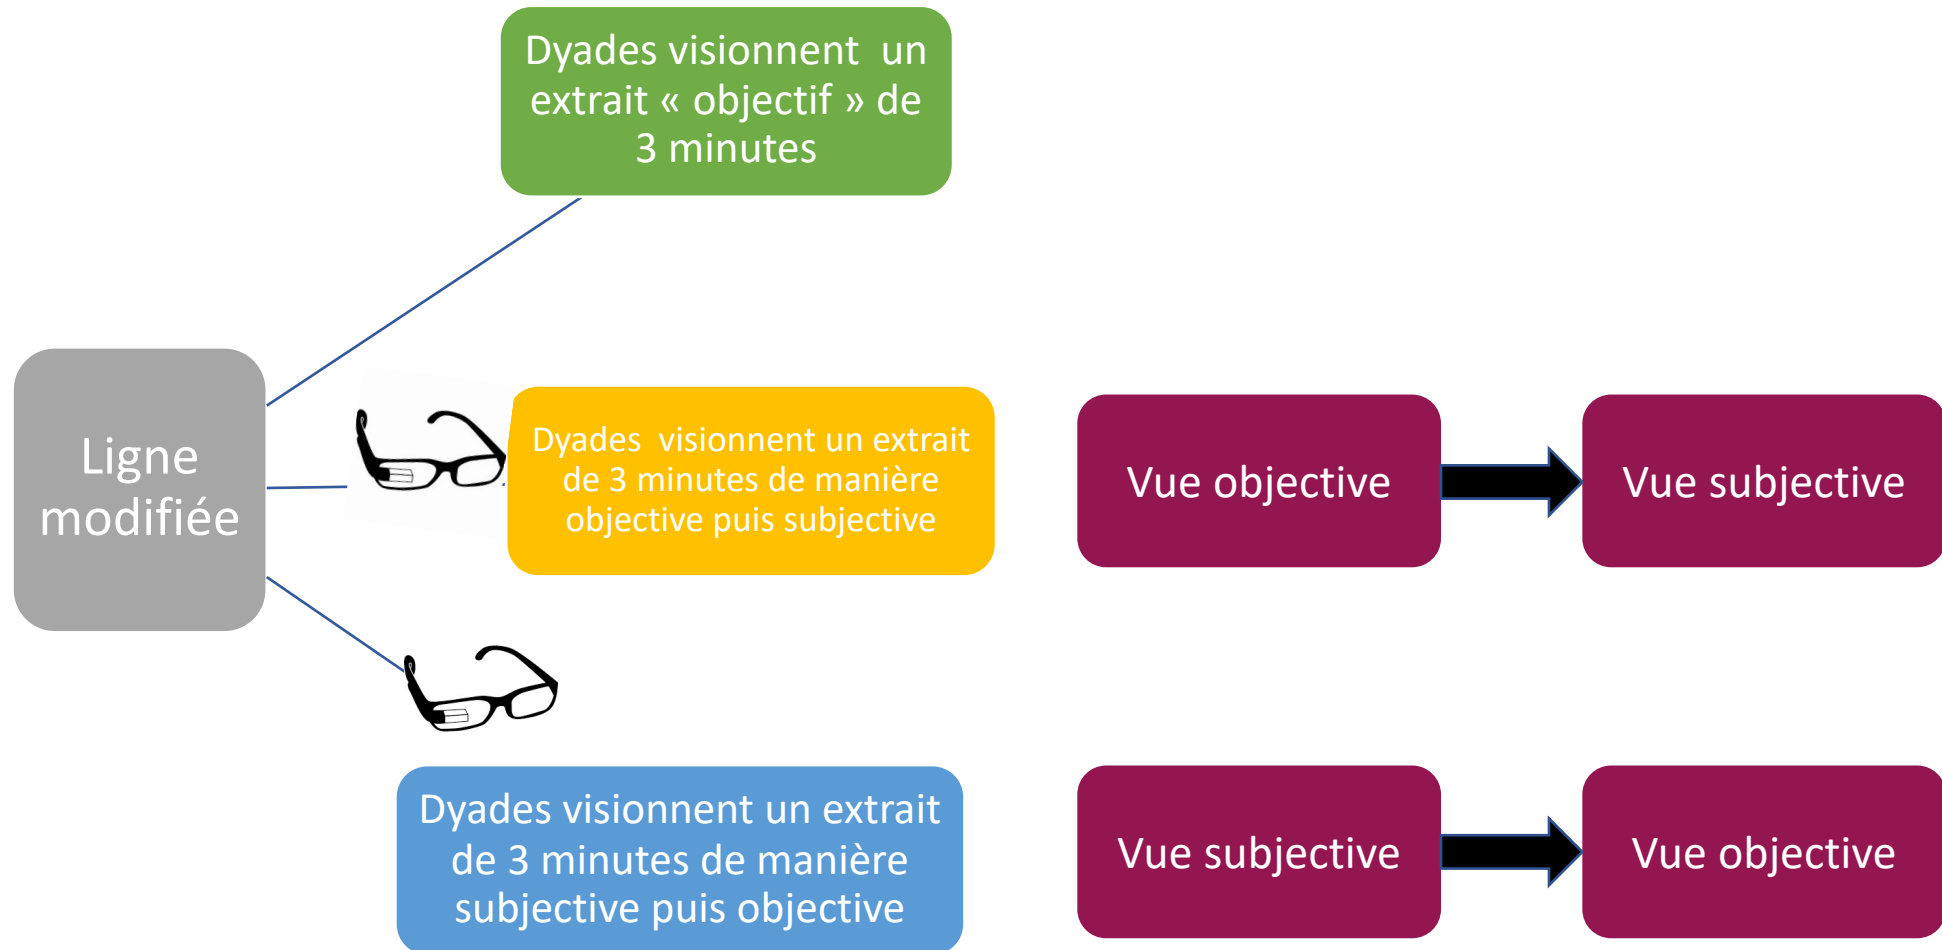 Dyades visionnent un
extrait « objectif » de
3 minutes
Ligne
modifiée
Dyades visionnent un extrait
de 3 minutes de manière
objective puis subjective
Vue objective
Vue subjective
Dyades visionnent un extrait
de 3 minutes de manière
subjective puis objective
Vue subjective
Vue objective